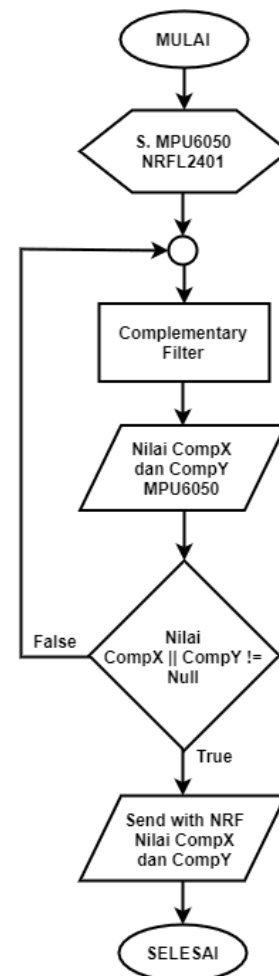 MULAI
S. MPU6050
NRFL2401
Complementary
Filter
Nilai CompX
dan CompY
MPU6050
False
Nilai
CompX || CompY !=
Null
True
Send with NRF
Nilai CompX
dan CompY
SELESAI